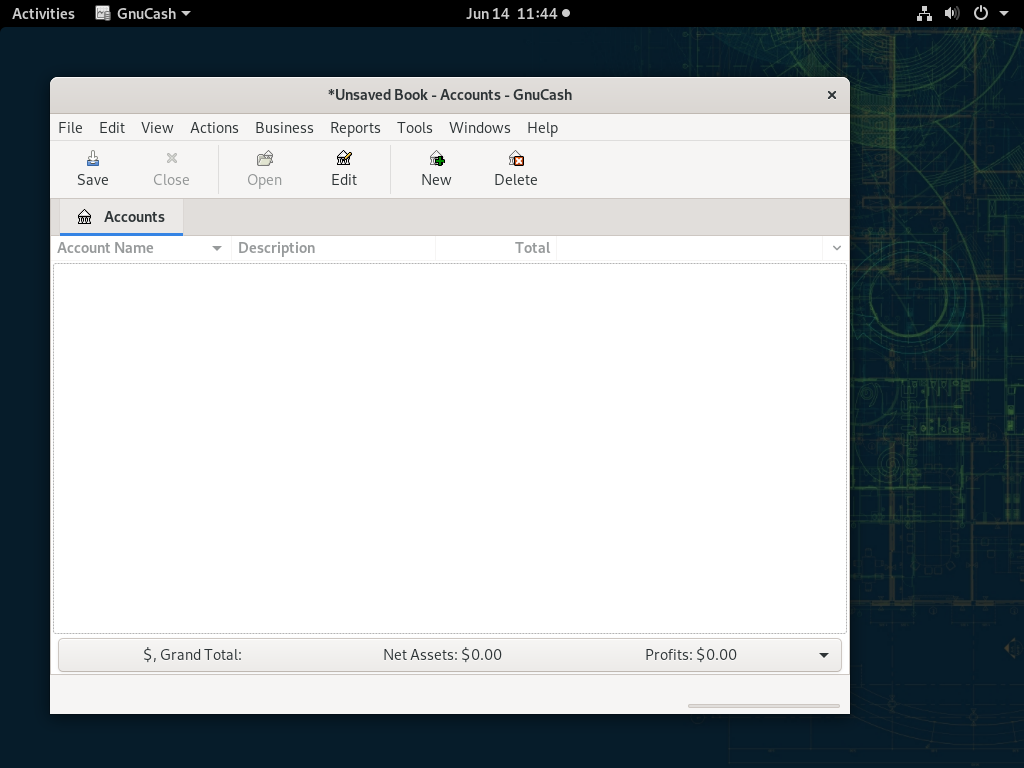 Activities GnuCash Jun 14 11:44
*Unsaved Book - Accounts - GnuCash
File Edit View Actions Business Reports Tools Windows Help
Save Close Open Edit New Delete
Accounts
Account Name Description Total
$, Grand Total: Net Assets: $0.00 Profits: $0.00